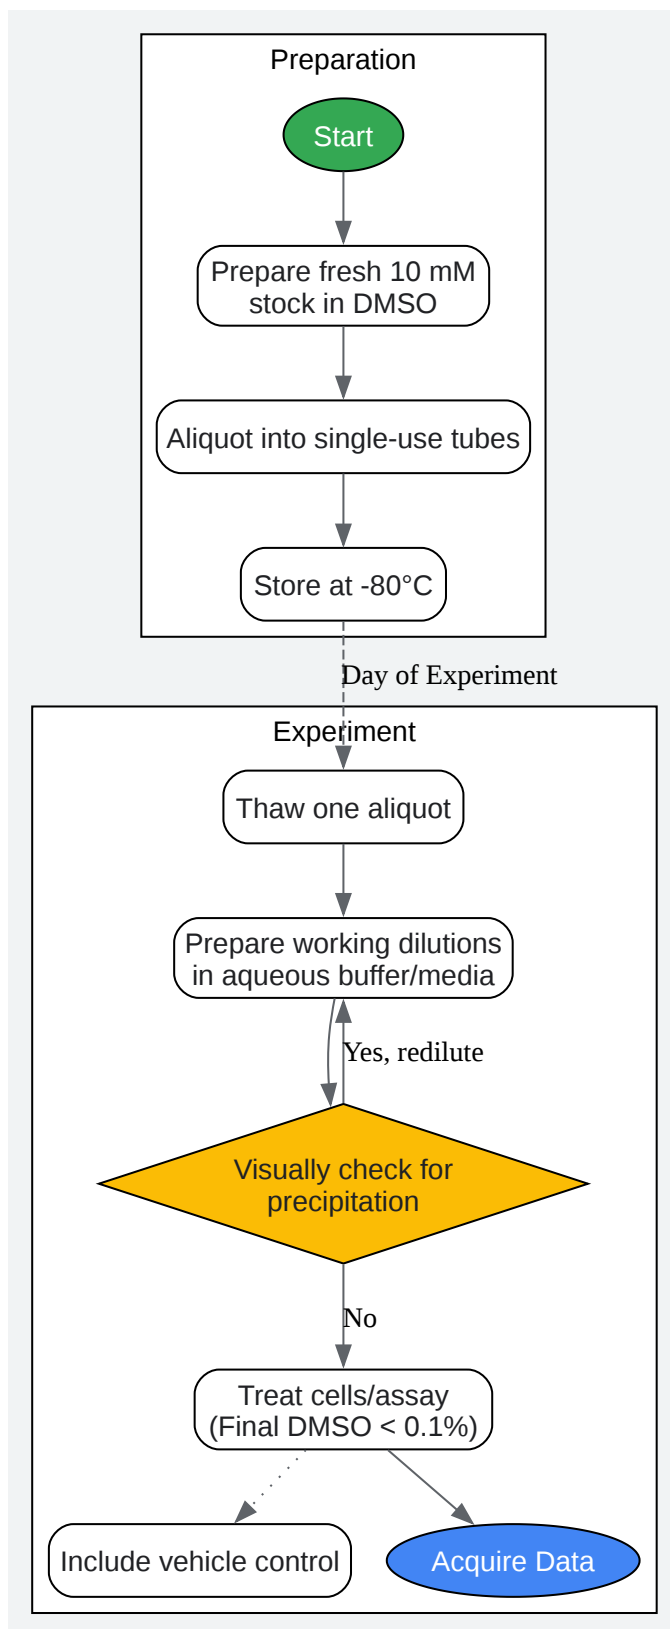 Preparation
Start
Prepare fresh 10 mM
stock in DMSO
Aliquot into single-use tubes
Store at -80°C
Day of Experiment
Experiment
Thaw one aliquot
Prepare working dilutions
in aqueous buffer/media
Yes, redilute
Visually check for
precipitation
No
Treat cells/assay
(Final DMSO < 0.1%)
Include vehicle control
Acquire Data